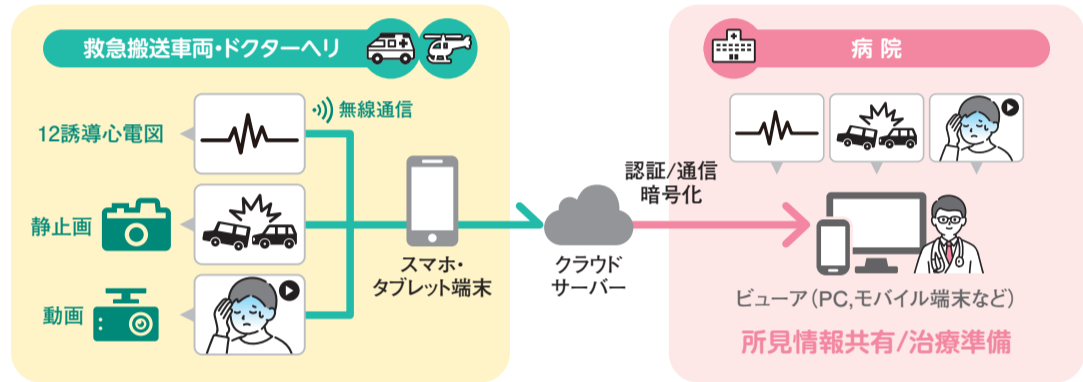 救急搬送車両・ドクターヘリ
12誘導心電図
無線通信
静止画
動画
スマホ・
タブレット端末
クラウド
サーバー
認証/通信
暗号化
病院
ビューア（PC,モバイル端末など）
所見情報共有/治療準備